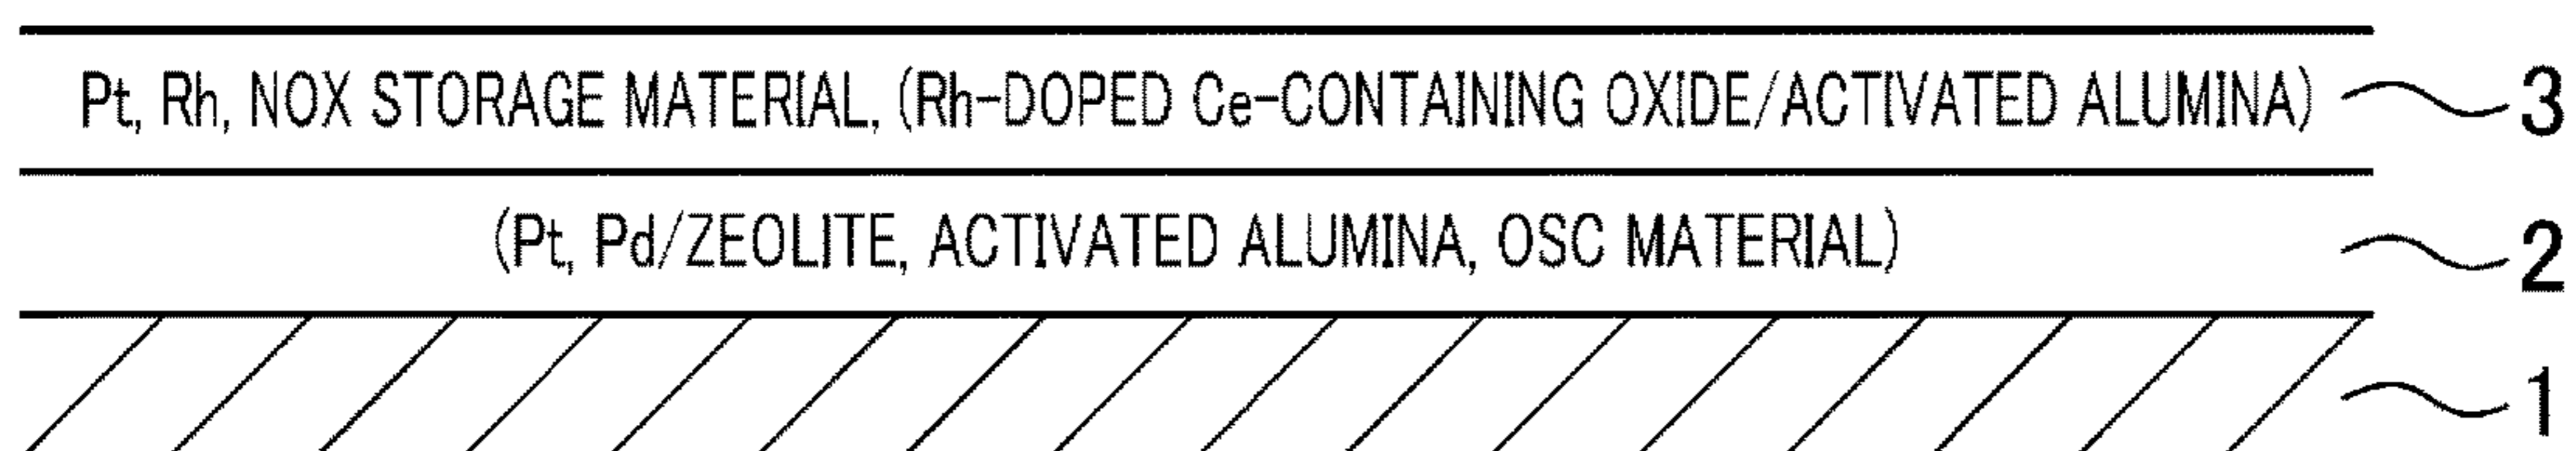 Pt, Rh, NOX STORAGE MATERIAL, (Rh-DOPED Ce-CONTAINING OXIDE/ACTIVATED ALUMINA) 3
(Pt, Pd/ZEOLITE, ACTIVATED ALUMINA, OSC MATERIAL) 2
1